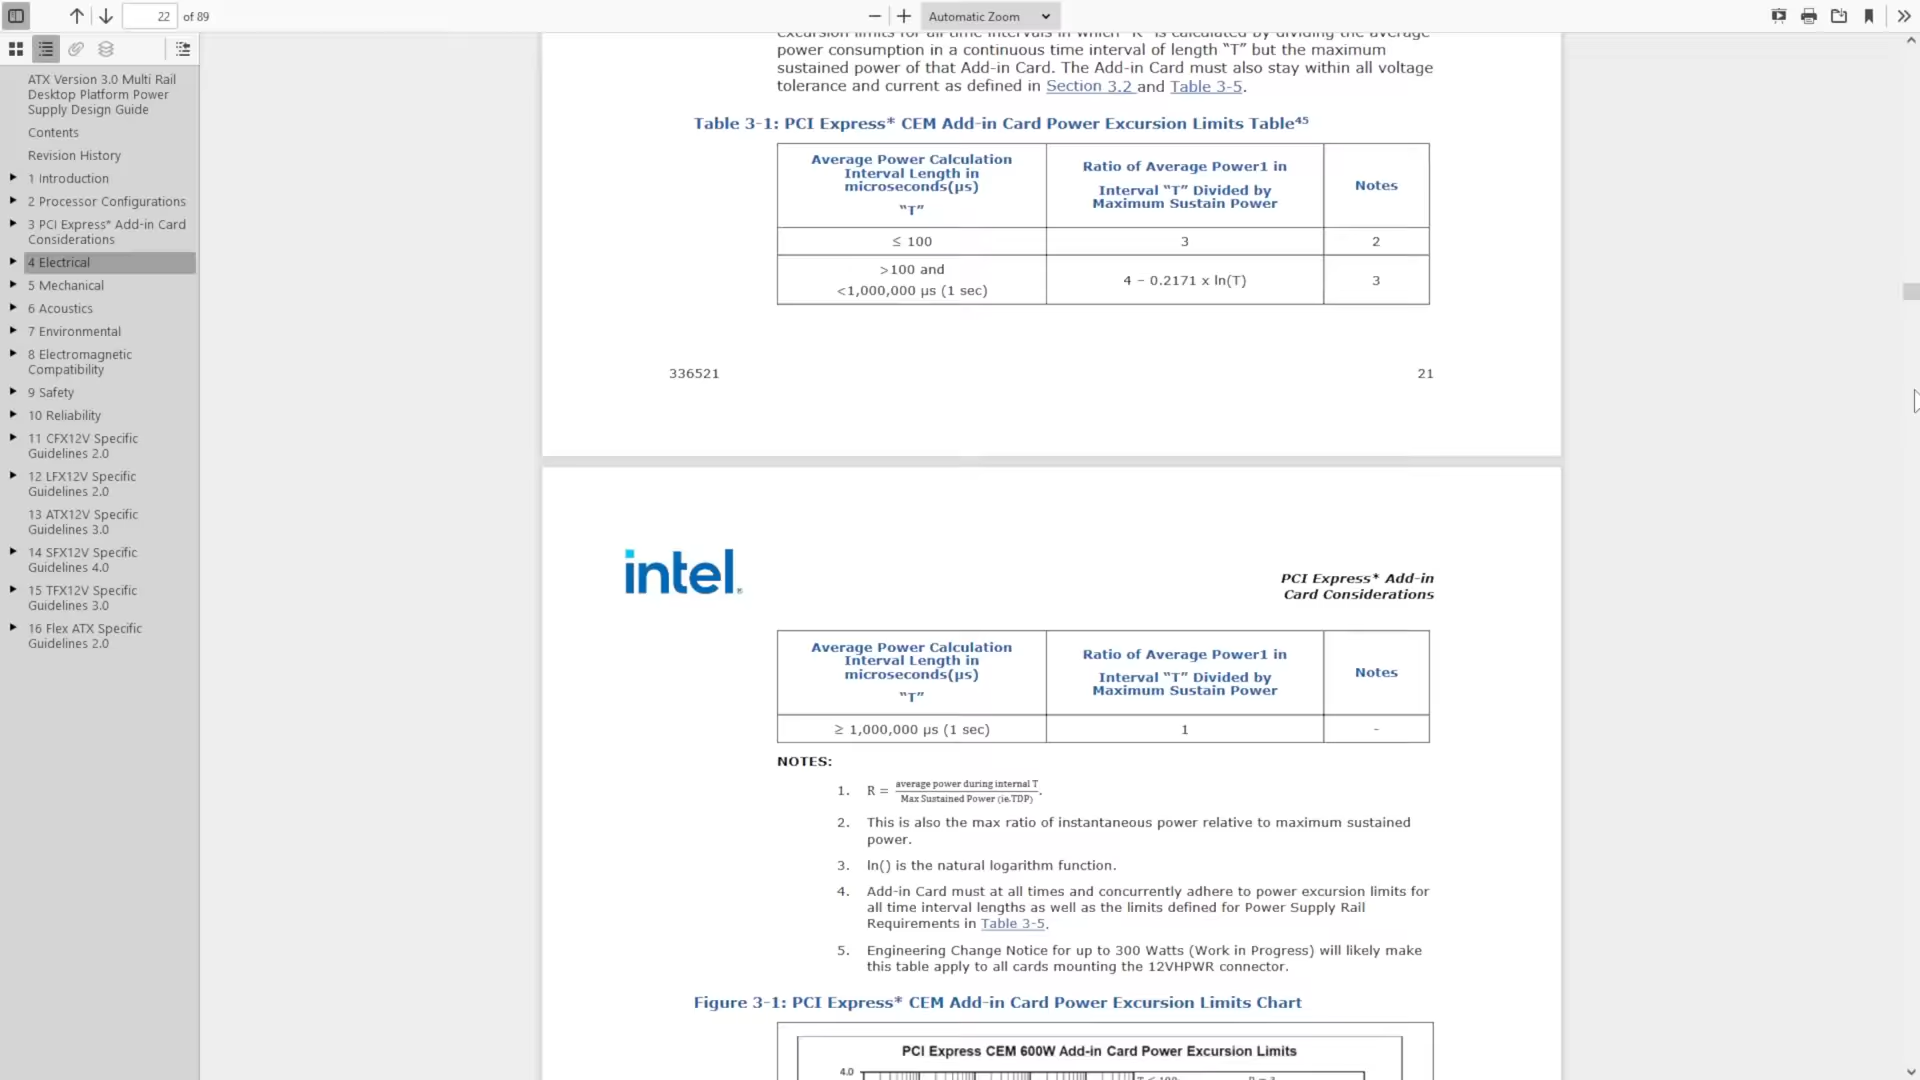 22 of 89
Automatic Zoom
ATX Version 3.0 Multi Rail
Desktop Platform Power
Supply Design Guide
Contents
Revision History
1 Introduction
2 Processor Configurations
3 PCI Express* Add-in Card
Considerations
4 Electrical
5 Mechanical
6 Acoustics
7 Environmental
8 Electromagnetic
Compatibility
9 Safety
10 Reliability
11 CFX12V Specific
Guidelines 2.0
12 LFX12V Specific
Guidelines 2.0
13 ATX12V Specific
Guidelines 3.0
14 SFX12V Specific
Guidelines 4.0
15 TFX12V Specific
Guidelines 3.0
16 Flex ATX Specific
Guidelines 2.0
excursion limits for all time intervals in which "R" is calculated by dividing the average
power consumption in a continuous time interval of length "T" but the maximum
sustained power of that Add-in Card. The Add-in Card must also stay within all voltage
tolerance and current as defined in Section 3.2 and Table 3-5.
Table 3-1: PCI Express* CEM Add-in Card Power Excursion Limits Table45
Average Power Calculation
Interval Length in
microseconds(µs)
"T"
Ratio of Average Power1 in
Interval "T" Divided by
Maximum Sustain Power
Notes
≤ 100
3
2
>100 and
<1,000,000 µs (1 sec)
4 – 0.2171 x ln(T)
3
336521
21
intel.
PCI Express* Add-in
Card Considerations
Average Power Calculation
Interval Length in
microseconds(µs)
"T"
Ratio of Average Power1 in
Interval "T" Divided by
Maximum Sustain Power
Notes
≥ 1,000,000 µs (1 sec)
1
-
NOTES:
1. R = average power during internal T
Max Sustained Power (ie.TDP).
2. This is also the max ratio of instantaneous power relative to maximum sustained
power.
3. ln() is the natural logarithm function.
4. Add-in Card must at all times and concurrently adhere to power excursion limits for
all time interval lengths as well as the limits defined for Power Supply Rail
Requirements in Table 3-5.
5. Engineering Change Notice for up to 300 Watts (Work in Progress) will likely make
this table apply to all cards mounting the 12VHPWR connector.
Figure 3-1: PCI Express* CEM Add-in Card Power Excursion Limits Chart
PCI Express CEM 600W Add-in Card Power Excursion Limits
4.0